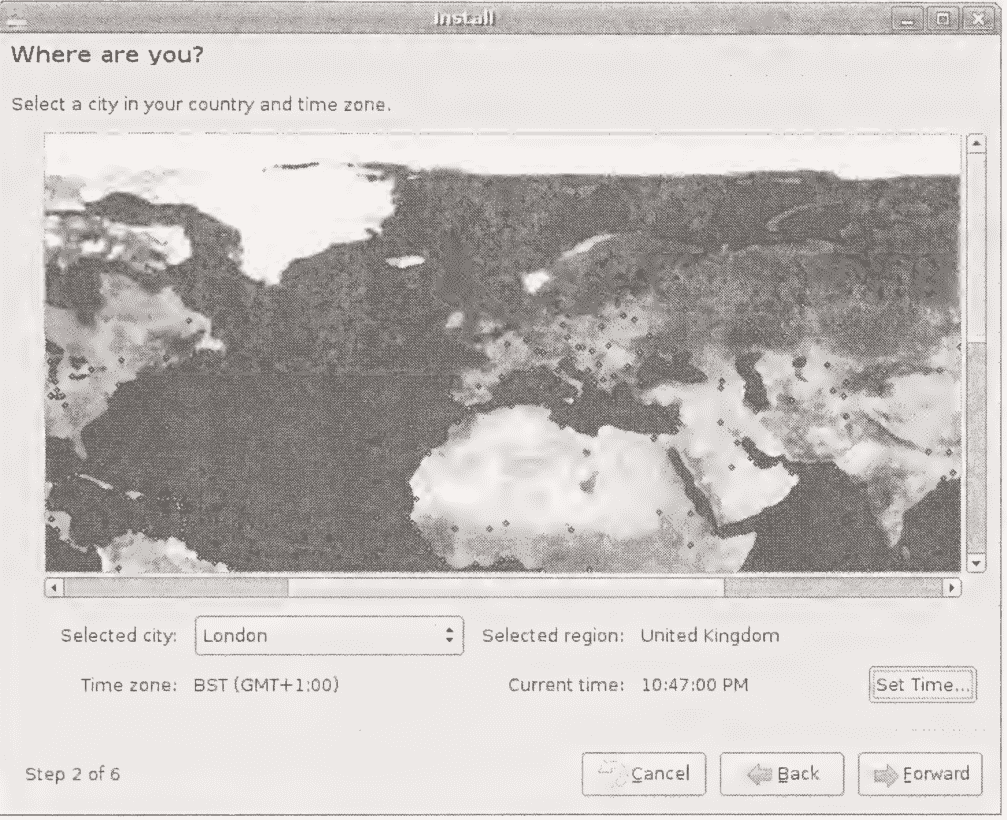 Install
Where are you?
Select a city in your country and time zone.
Selected city: London Selected region: United Kingdom
Time zone: BST (GMT+1:00) Current time: 10:47:00 PM Set Time...
Step 2 of 6 Cancel Back Forward